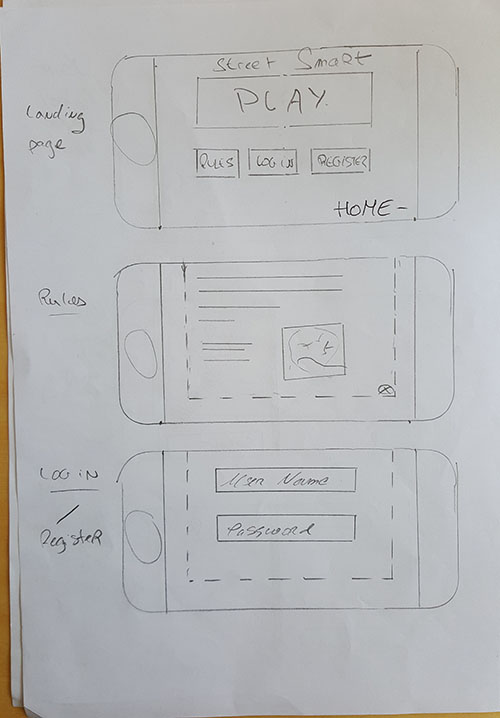 Street Smart
PLAY.
Landing
page
RULES
LOG IN
REGISTER
HOME-
Rules
LOG IN
/
Register
User Name
Password